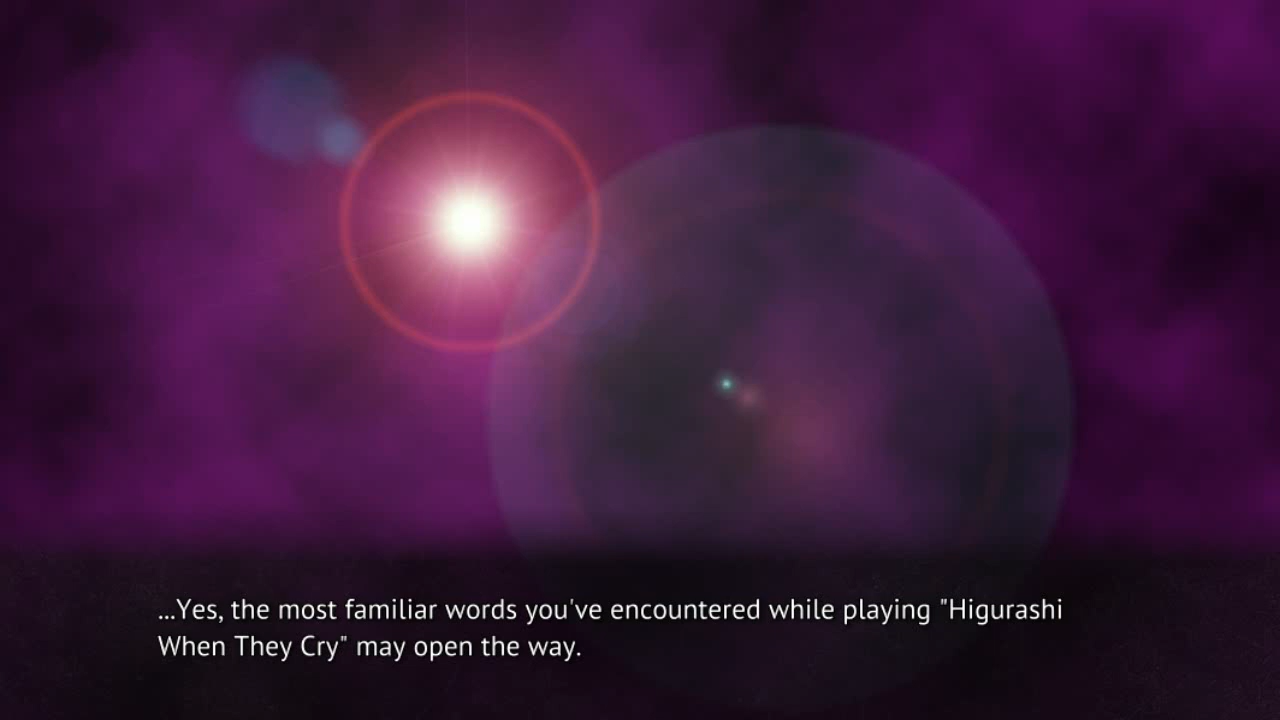 ...Yes, the most familiar words you've encountered while playing "Higurashi
When They Cry" may open the way.